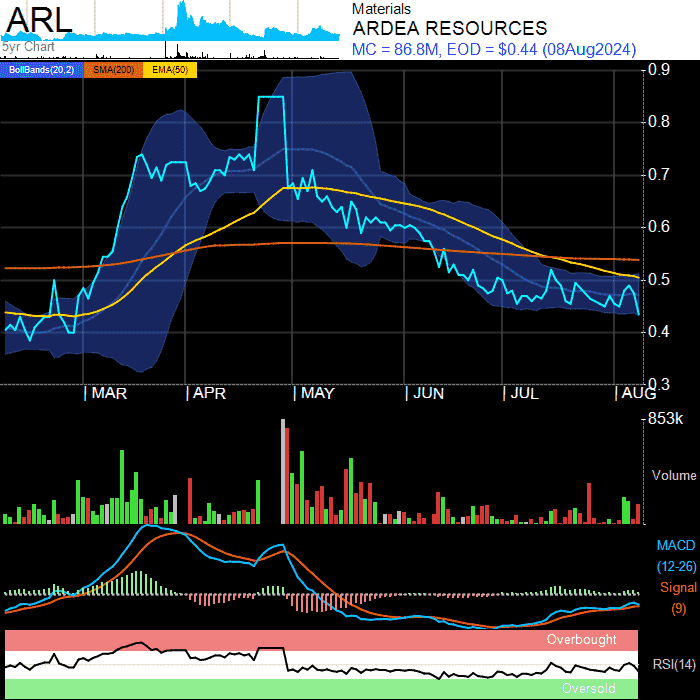 ARL
5yr Chart
Materials
ARDEA RESOURCES
MC = 86.8M, EOD = $0.44 (08Aug2024)
BollBands(20,2) SMA(200) EMA(50)
0.9
0.8
0.7
0.6
0.5
0.4
0.3
MAR APR MAY JUN JUL AUG
853k
Volume
MACD
(12-26)
Signal
(9)
Overbought
RSI(14)
Oversold